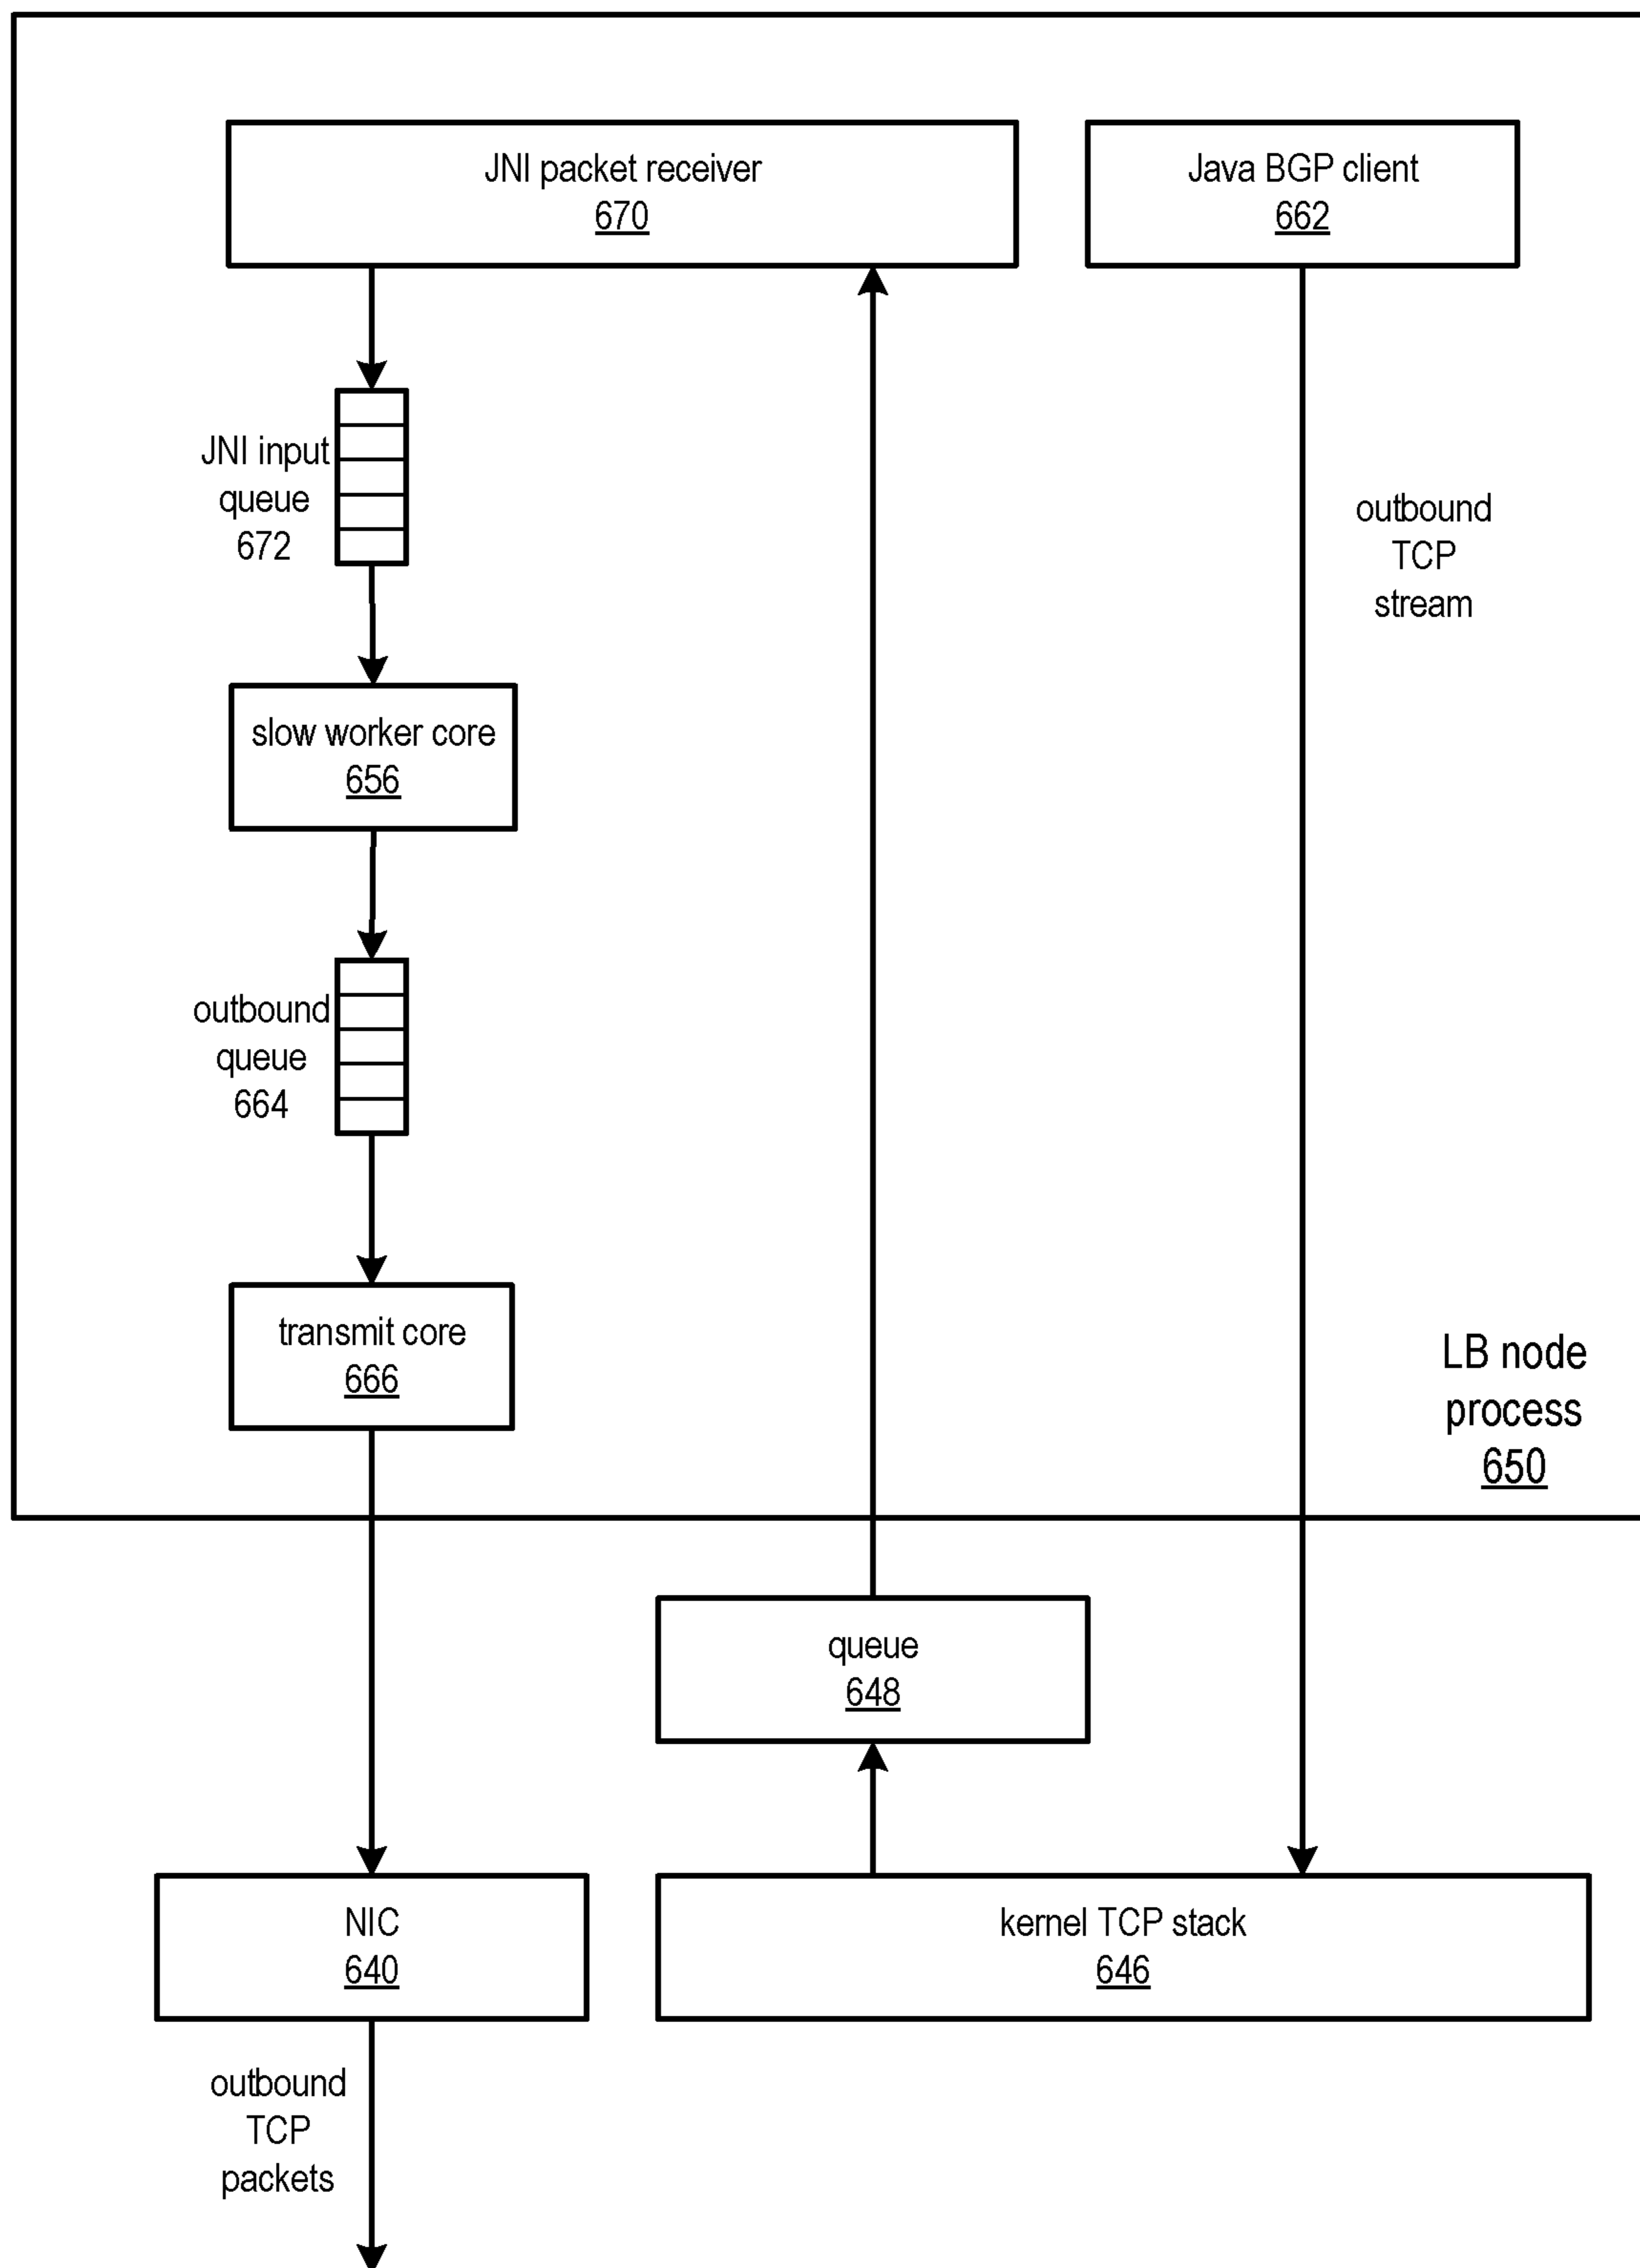 JNI packet receiver
670
Java BGP client
662
JNI input
queue
672
outbound
TCP
stream
slow worker core
656
outbound
queue
664
transmit core
666
LB node
process
650
queue
648
NIC
640
kernel TCP stack
646
outbound
TCP
packets